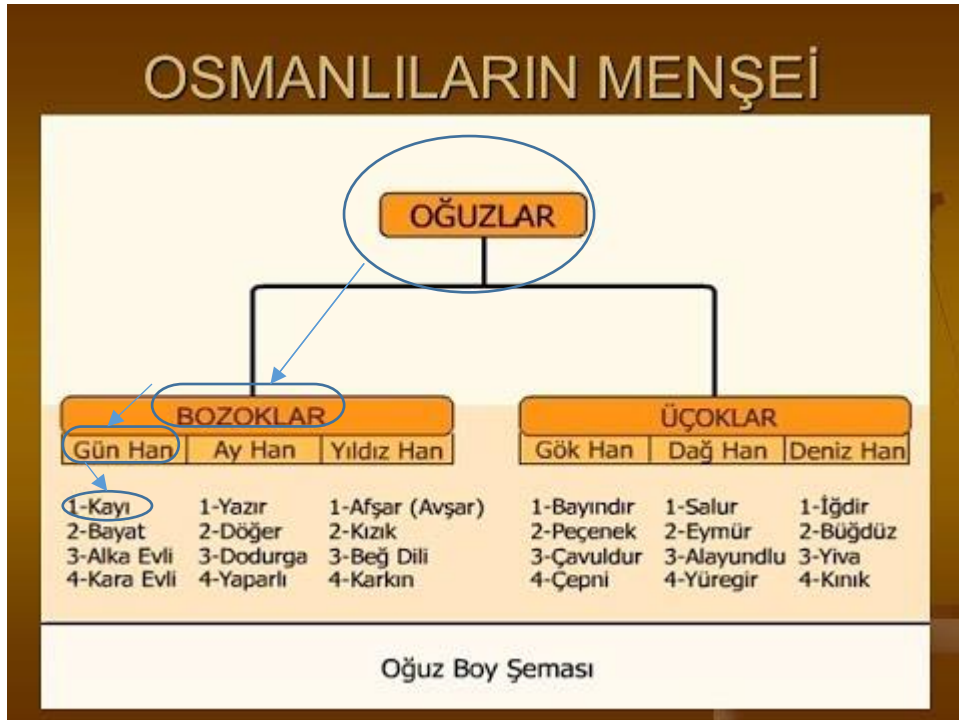 OSMANLILARIN MENŞEİ
OĞUZLAR
BOZOKLAR
Gün Han Ay Han Yıldız Han
1-Kayı 1-Yazır 1-Afşar (Avşar)
2-Bayat 2-Döğer 2-Kızık
3-Alka Evli 3-Dodurga 3-Beğ Dili
4-Kara Evli 4-Yaparlı 4-Karkın
ÜÇOKLAR
Gök Han Dağ Han Deniz Han
1-Bayındır 1-Salur 1-İğdir
2-Peçenek 2-Eymür 2-Büğdüz
3-Çavuldur 3-Alayundlu 3-Yiva
4-Çepni 4-Yüregir 4-Kınık
Oğuz Boy Şeması